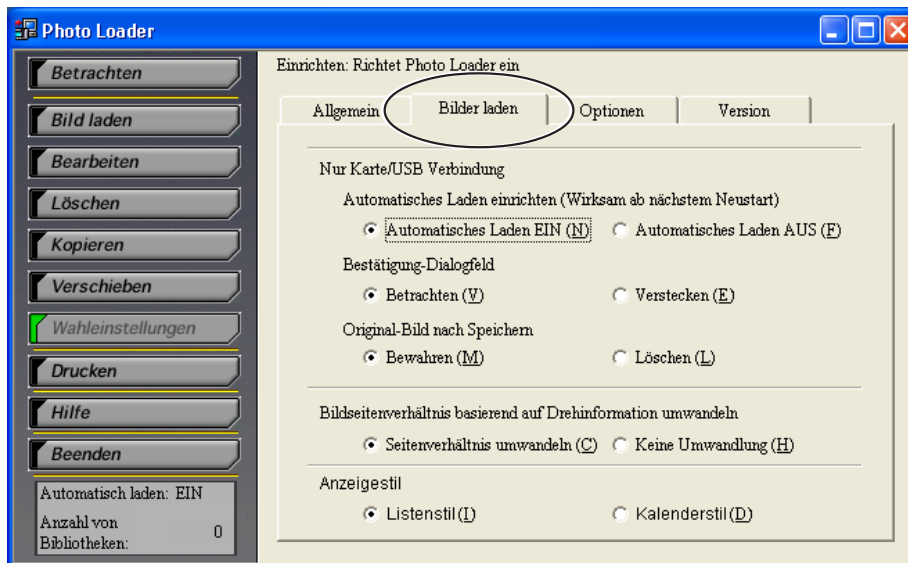 Photo Loader
Betrachten
Bild laden
Bearbeiten
Löschen
Kopieren
Verschieben
Wahleinstellungen
Drucken
Hilfe
Beenden
Automatisch laden: EIN
Anzahl von
Bibliotheken: 0
Einrichten: Richtet Photo Loader ein
Allgemein Bilder laden Optionen Version
Nur Karte/USB Verbindung
Automatisches Laden einrichten (Wirksam ab nächstem Neustart)
Automatisches Laden EIN (N) Automatisches Laden AUS (F)
Bestätigung-Dialogfeld
Betrachten (V) Verstecken (E)
Original-Bild nach Speichern
Bewahren (M) Löschen (L)
Bildseitenverhältnis basierend auf Drehinformation umwandeln
Seitenverhältnis umwandeln (C) Keine Umwandlung (H)
Anzeigestil
Listenstil(I) Kalenderstil(D)